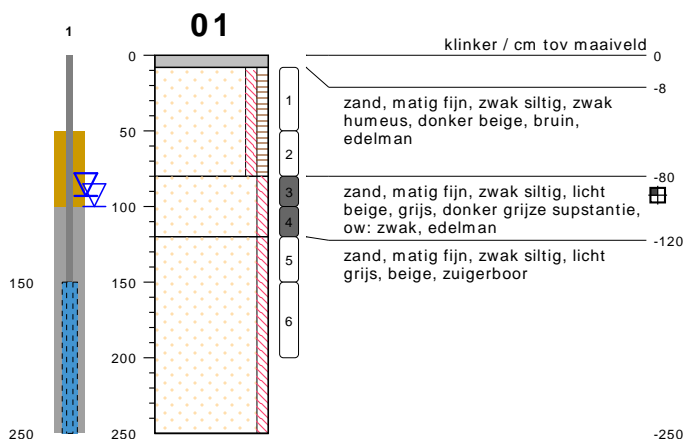 01
1
klinker / cm tov maaiveld
0
0
-8
1
zand, matig fijn, zwak siltig, zwak
humeus, donker beige, bruin,
edelman
50
2
-80
3
zand, matig fijn, zwak siltig, licht
beige, grijs, donker grijze supstantie,
ow: zwak, edelman
100
4
-120
5
zand, matig fijn, zwak siltig, licht
grijs, beige, zuigerboor
150
150
6
200
250
250
-250